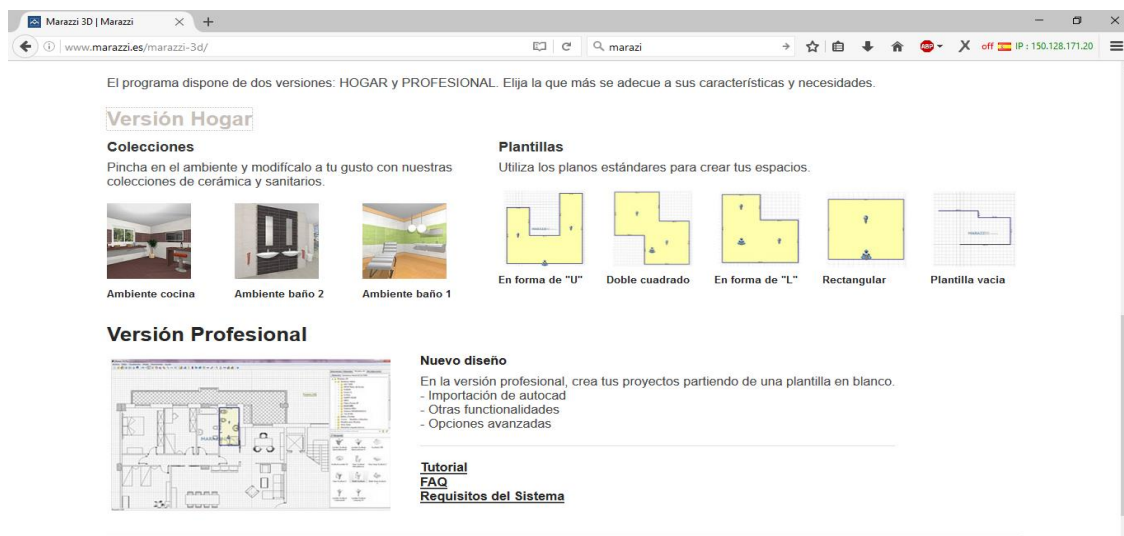 Marazzi 3D | Marazzi
www.marazzi.es/marazzi-3d/
marazi
ABP
off
IP : 150.128.171.20
El programa dispone de dos versiones: HOGAR y PROFESIONAL. Elija la que más se adecue a sus características y necesidades.
Versión Hogar
Colecciones
Pincha en el ambiente y modifícalo a tu gusto con nuestras
colecciones de cerámica y sanitarios.
Ambiente cocina
Ambiente baño 2
Ambiente baño 1
Plantillas
Utiliza los planos estándares para crear tus espacios.
En forma de "U"
Doble cuadrado
En forma de "L"
Rectangular
Plantilla vacia
Versión Profesional
Nuevo diseño
En la versión profesional, crea tus proyectos partiendo de una plantilla en blanco.
- Importación de autocad
- Otras functionalidades
- Opciones avanzadas
Tutorial
FAQ
Requisitos del Sistema